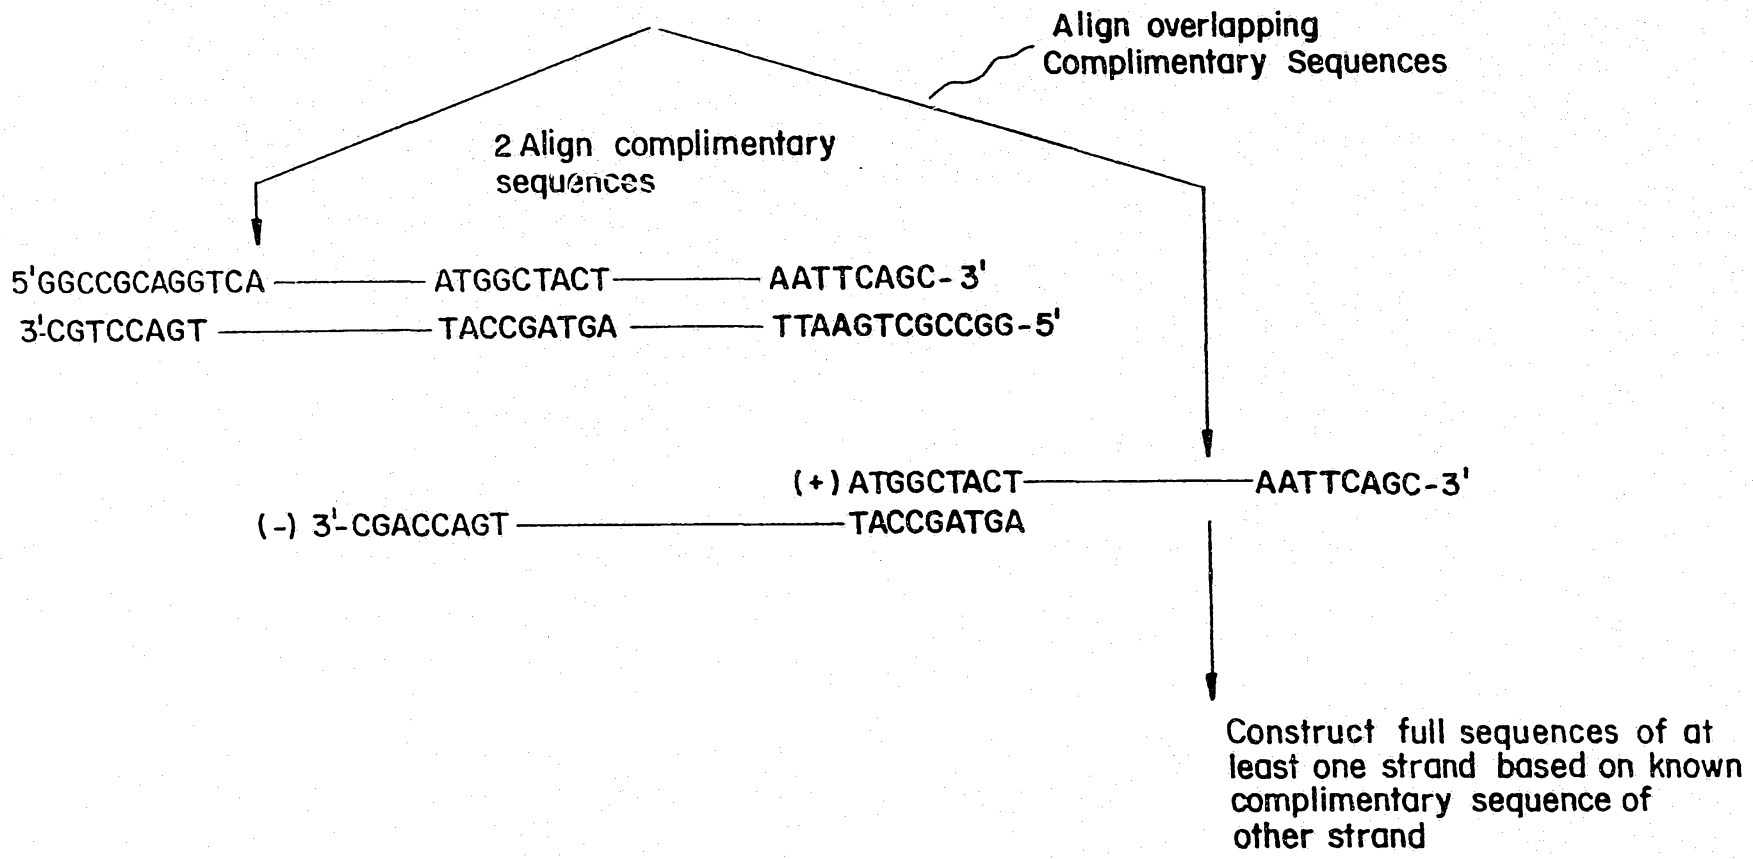 Align overlapping
Complimentary Sequences
2 Align complimentary
sequences
5'GGCCGCAGGTCA ATGGCTACT AATTCAGC-3'
3'-CGTCCAGT TACCGATGA TTAAGTCGCCGG-5'
(+) ATGGCTACT AATTCAGC-3'
(-) 3'-CGACCAGT TACCGATGA
Construct full sequences of at
least one strand based on known
complimentary sequence of
other strand